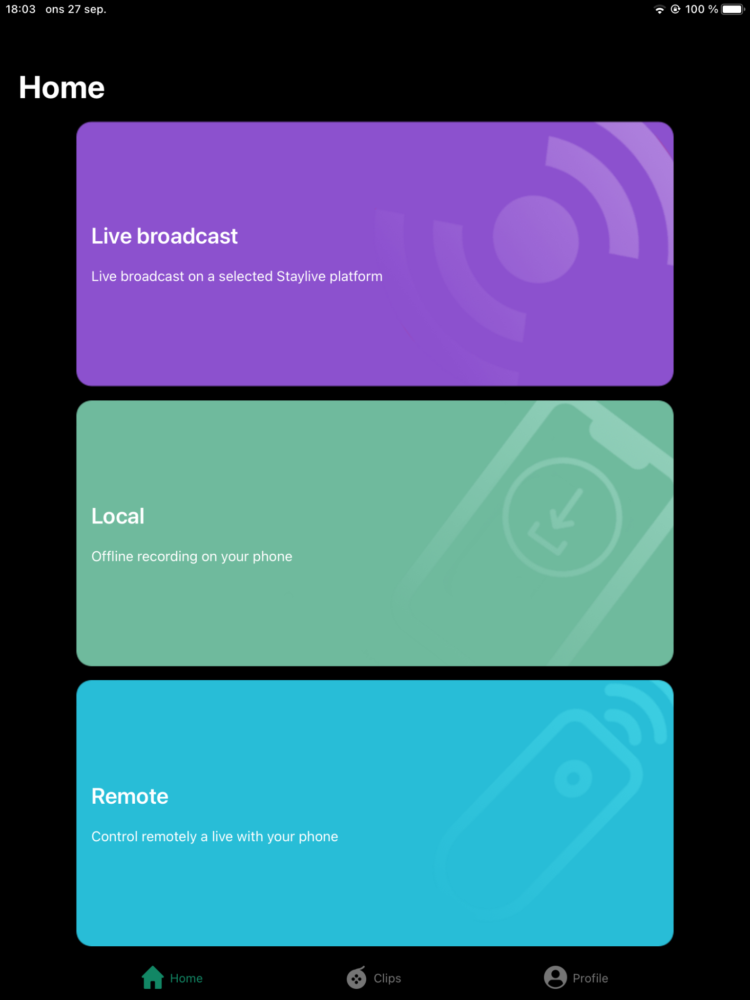 18:03 ons 27 sep. 100 %
Home
Live broadcast
Live broadcast on a selected Staylive platform
Local
Offline recording on your phone
Remote
Control remotely a live with your phone
Home Clips Profile